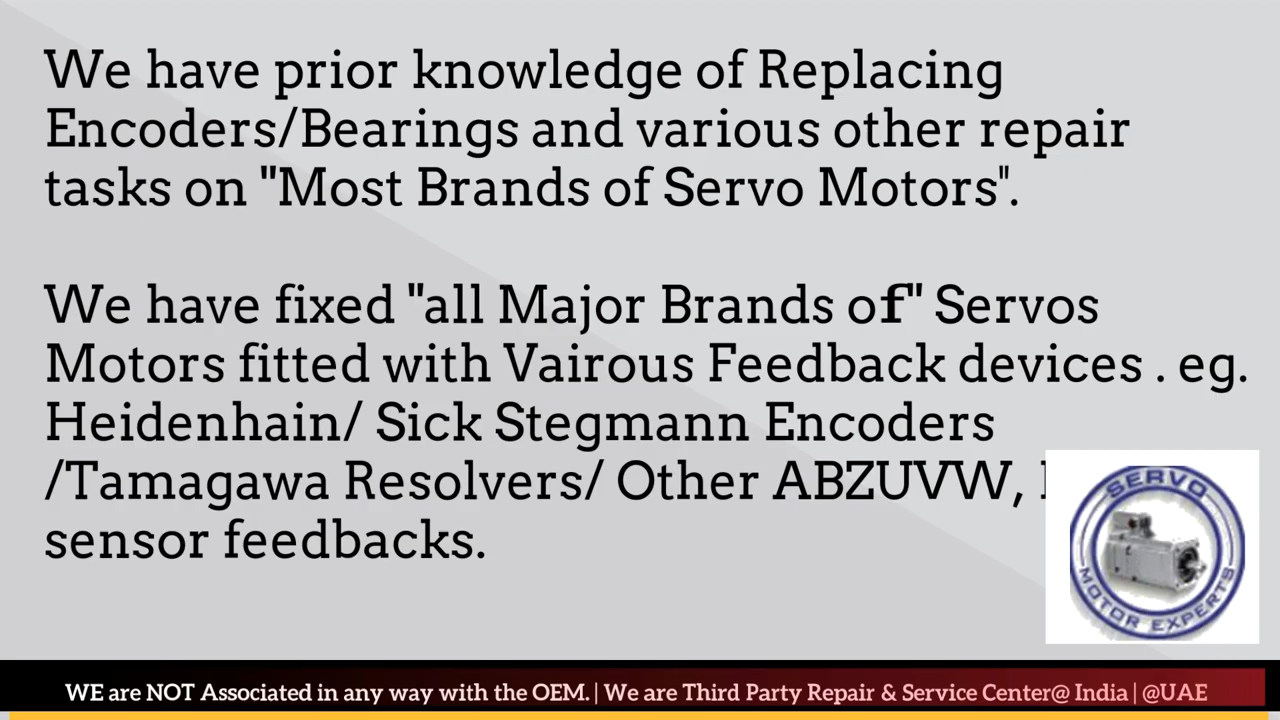 We have prior knowledge of Replacing
Encoders/Bearings and various other repair
tasks on "Most Brands of Servo Motors".
We have fixed "all Major Brands of" Servos
Motors fitted with Vairous Feedback devices . eg.
Heidenhain/ Sick Stegmann Encoders
/Tamagawa Resolvers/ Other ABZUVW,
sensor feedbacks.
SERVO
MOTOR EXPERTS
WE are NOT Associated in any way with the OEM. | We are Third Party Repair & Service Center@ India | @UAE